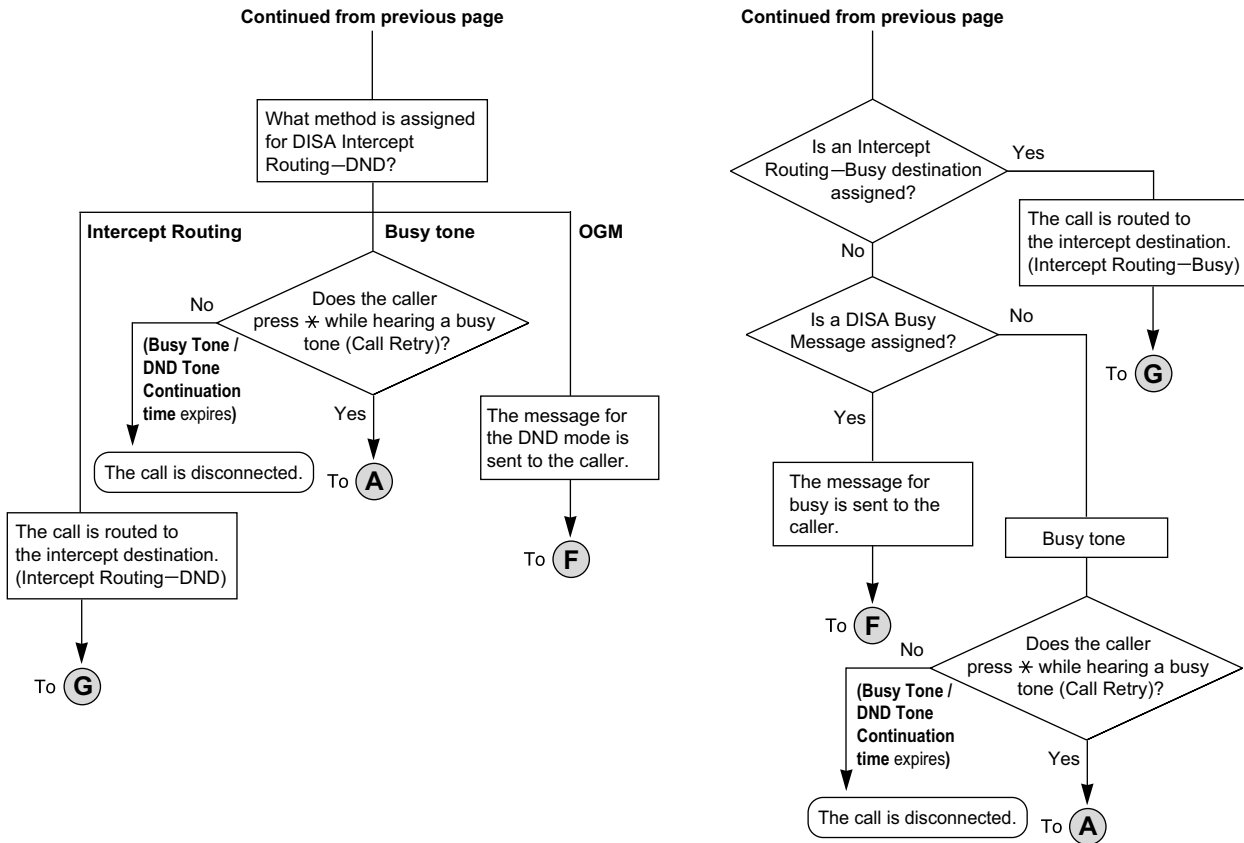 Continued from previous page
What method is assigned
for DISA Intercept
Routing—DND?
Intercept Routing
Busy tone
OGM
No
Does the caller
press * while hearing a busy
tone (Call Retry)?
(Busy Tone /
DND Tone
Continuation
time expires)
Yes
The call is disconnected.
To A
The message for
the DND mode is
sent to the caller.
To F
The call is routed to
the intercept destination.
(Intercept Routing—DND)
To G
Continued from previous page
Is an Intercept
Routing—Busy destination
assigned?
Yes
The call is routed to
the intercept destination.
(Intercept Routing—Busy)
To G
No
Is a DISA Busy
Message assigned?
No
Yes
The message for
busy is sent to the
caller.
To F
Busy tone
No
Does the caller
press * while hearing a busy
tone (Call Retry)?
(Busy Tone /
DND Tone
Continuation
time expires)
Yes
The call is disconnected.
To A